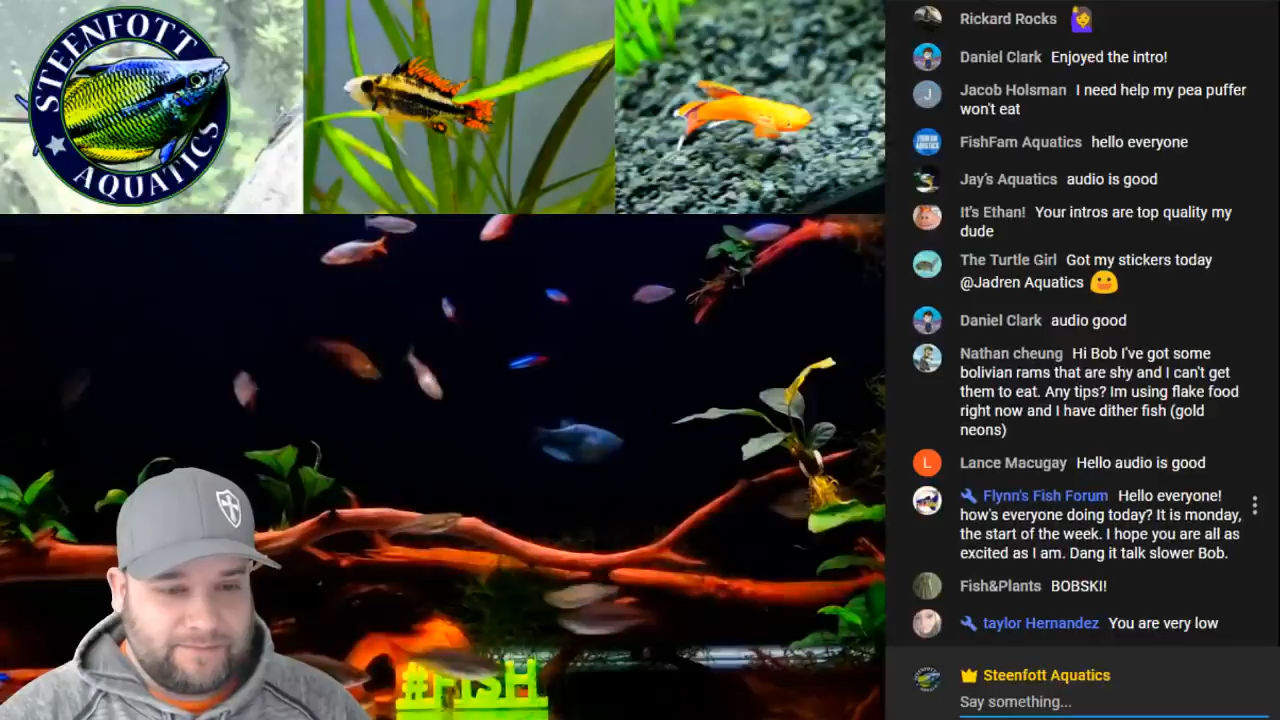 STEENFOTT
AQUATICS
#FISH
Rickard Rocks
Daniel Clark Enjoyed the intro!
Jacob Holsman I need help my pea puffer
won't eat
FishFam Aquatics hello everyone
Jay's Aquatics audio is good
It's Ethan! Your intros are top quality my
dude
The Turtle Girl Got my stickers today
@Jadren Aquatics
Daniel Clark audio good
Nathan cheung Hi Bob I've got some
bolivian rams that are shy and I can't get
them to eat. Any tips? Im using flake food
right now and I have dither fish (gold
neons)
L Lance Macugay Hello audio is good
Flynn's Fish Forum Hello everyone!
how's everyone doing today? It is monday,
the start of the week. I hope you are all as
excited as I am. Dang it talk slower Bob.
Fish&Plants BOBSKI!
taylor Hernandez You are very low
Steenfott Aquatics
Say something...